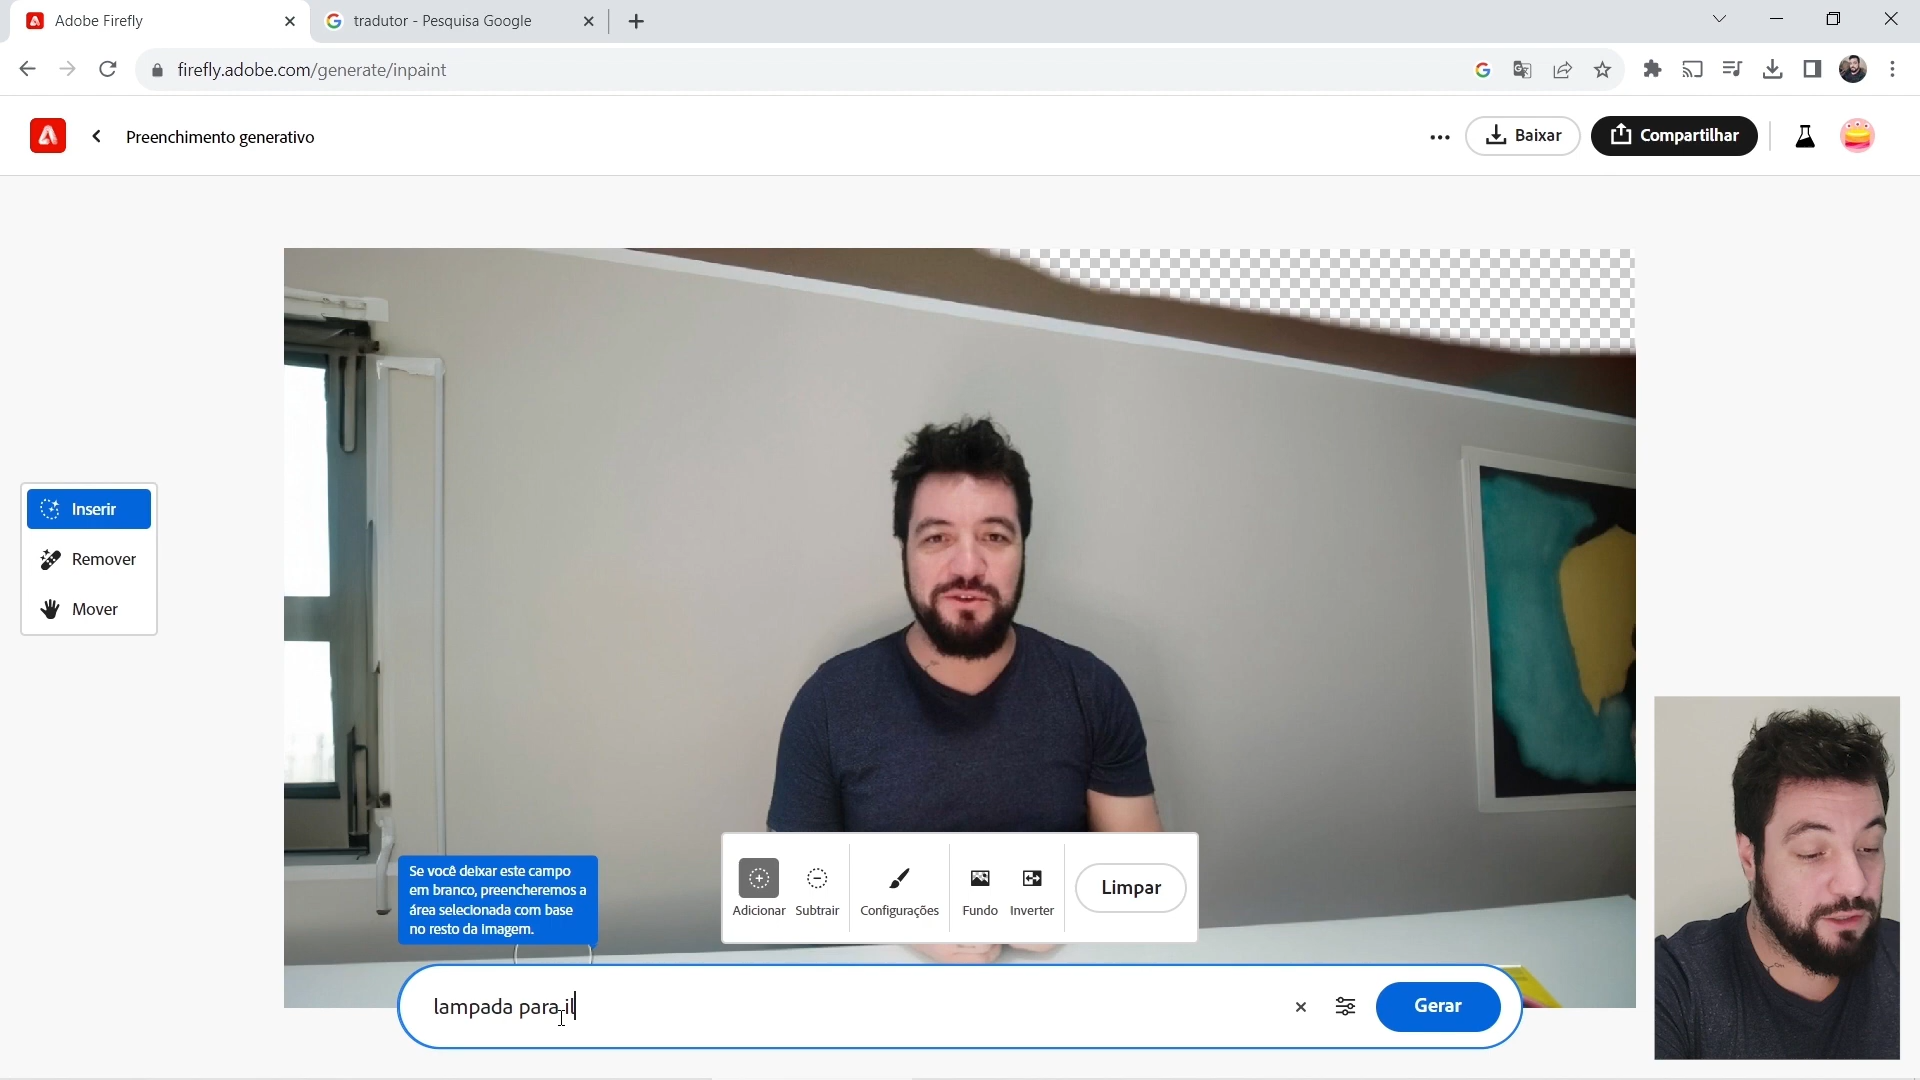 Adobe Firefly
tradutor - Pesquisa Google
firefly.adobe.com/generate/inpaint
Preenchimento generativo
Baixar
Compartilhar
Inserir
Remover
Mover
Se você deixar este campo
em branco, preencheremos a
área selecionada com base
no resto da imagem.
Adicionar
Subtrair
Configurações
Fundo
Inverter
Limpar
lampada para il
Gerar